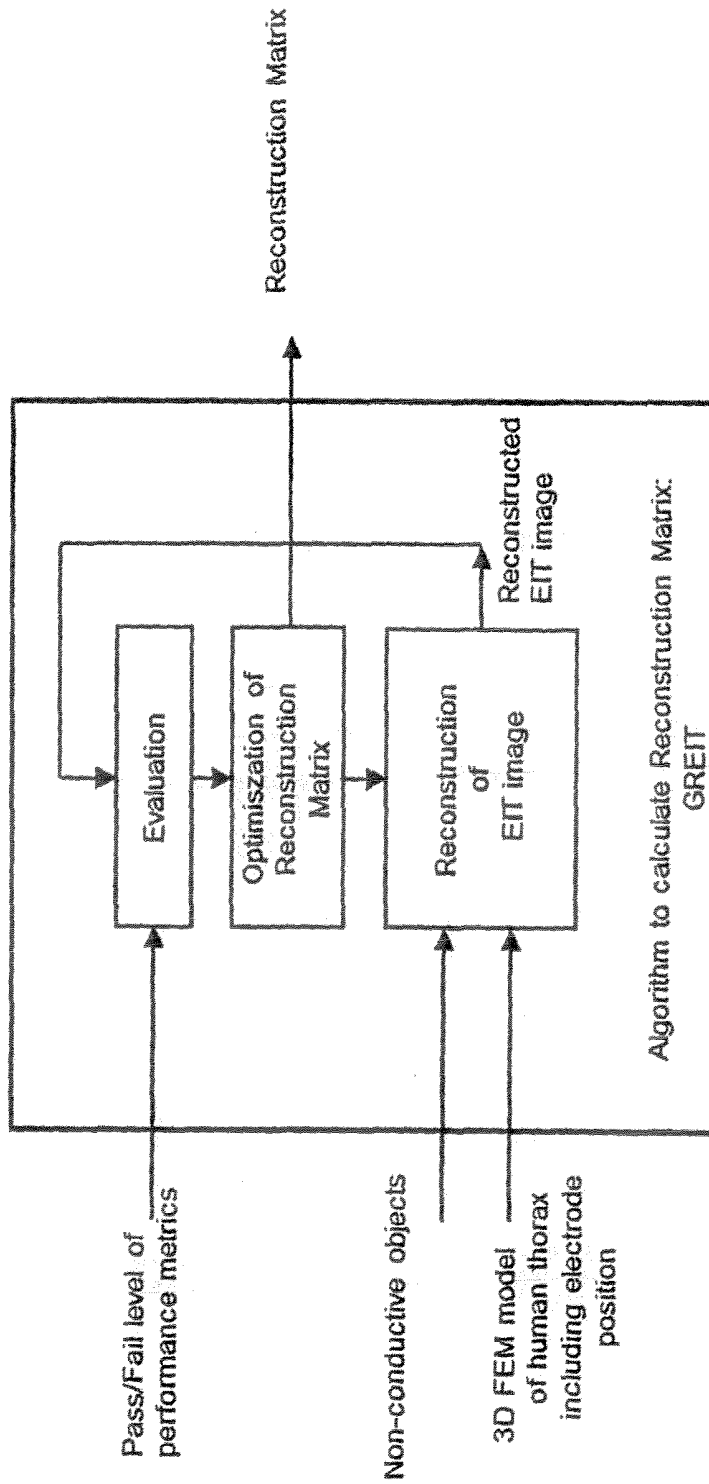 Pass/Fail level of
performance metrics
Non-conductive objects
3D FEM model
of human thorax
including electrode
position
Evaluation
Optimiszation of
Reconstruction
Matrix
Reconstruction
of
EIT image
Reconstructed
EIT image
Algorithm to calculate Reconstruction Matrix:
GREIT
Reconstruction Matrix